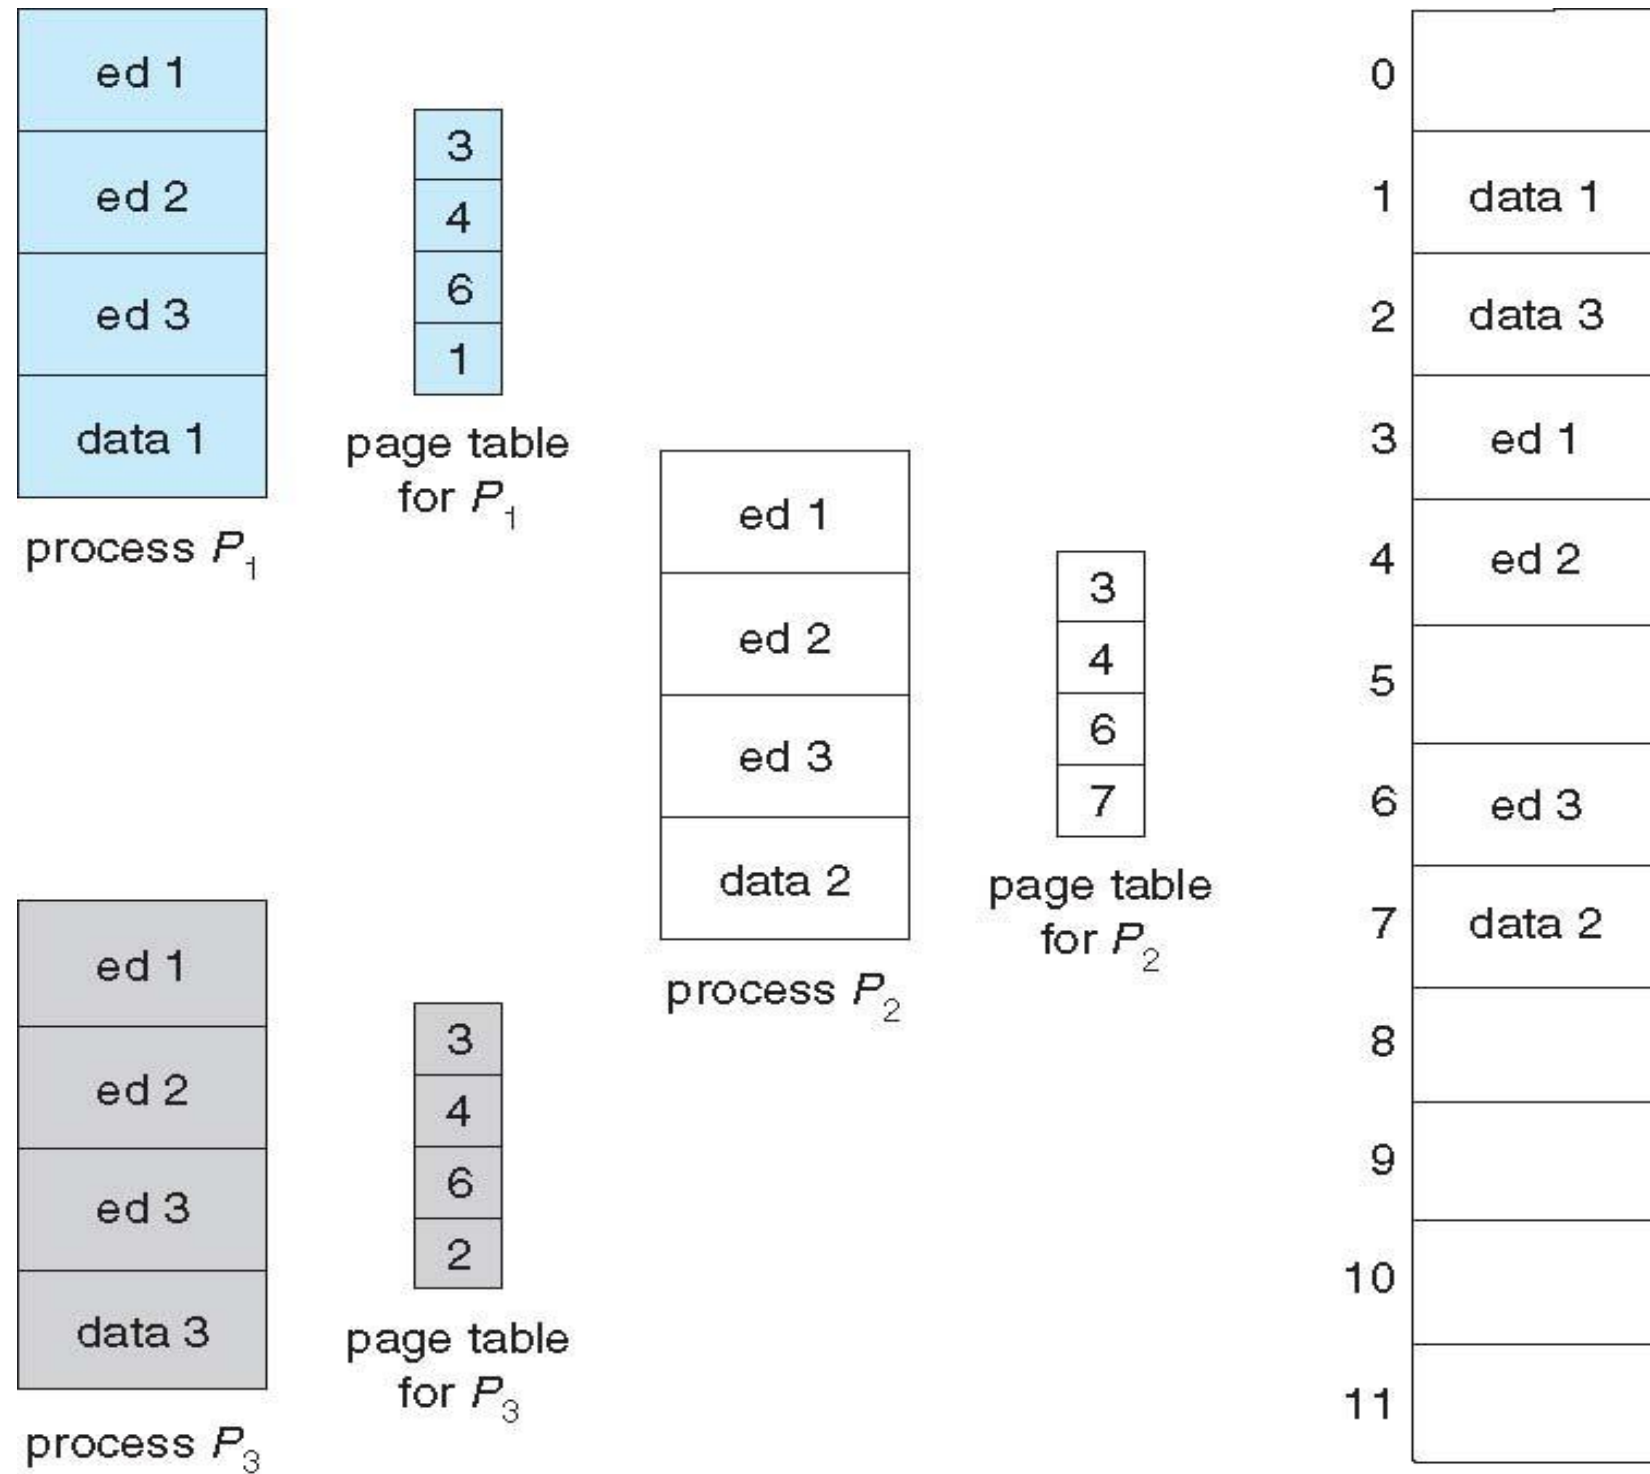 ed 1
ed 2
ed 3
data 1
process P1
3
4
6
1
page table
for P1
ed 1
ed 2
ed 3
data 2
process P2
3
4
6
7
page table
for P2
ed 1
ed 2
ed 3
data 3
process P3
3
4
6
2
page table
for P3
0
1 data 1
2 data 3
3 ed 1
4 ed 2
5
6 ed 3
7 data 2
8
9
10
11